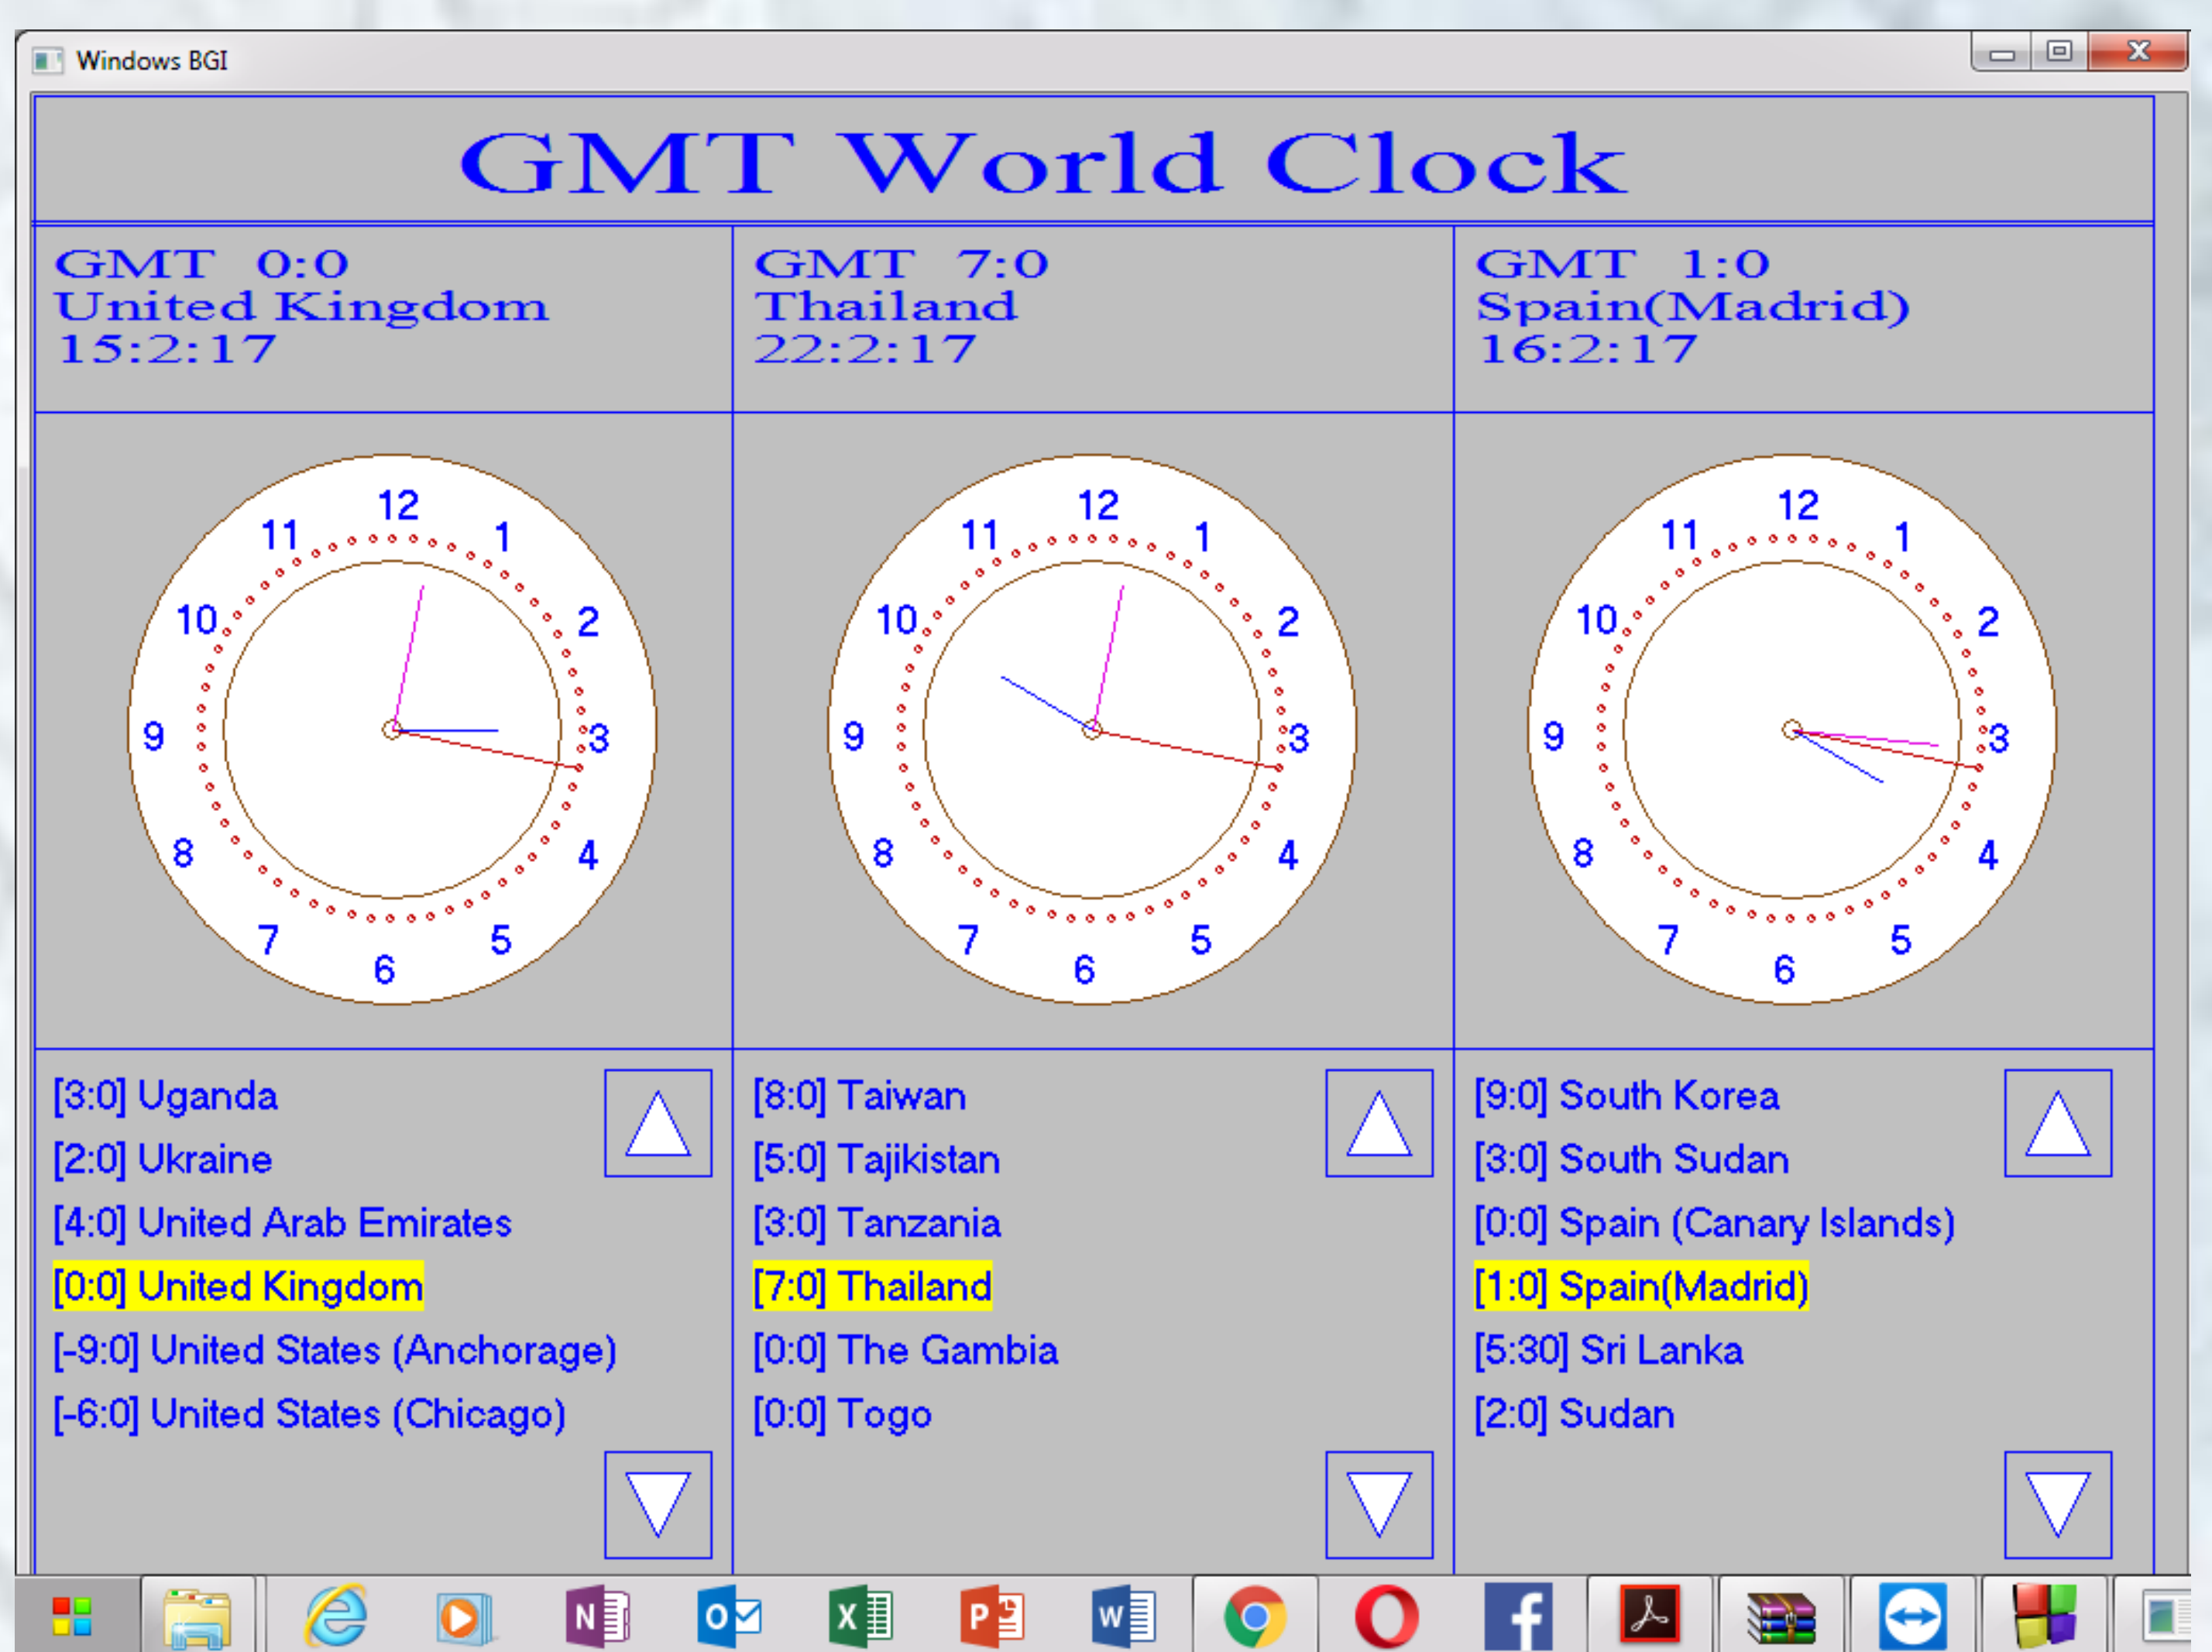 Windows BGI
GMT World Clock
GMT 0:0
United Kingdom
15:2:17
GMT 7:0
Thailand
22:2:17
GMT 1:0
Spain(Madrid)
16:2:17
12
11 1
10 2
9 3
8 4
7 5
6
12
11 1
10 2
9 3
8 4
7 5
6
12
11 1
10 2
9 3
8 4
7 5
6
[3:0] Uganda
[2:0] Ukraine
[4:0] United Arab Emirates
[0:0] United Kingdom
[-9:0] United States (Anchorage)
[-6:0] United States (Chicago)
[8:0] Taiwan
[5:0] Tajikistan
[3:0] Tanzania
[7:0] Thailand
[0:0] The Gambia
[0:0] Togo
[9:0] South Korea
[3:0] South Sudan
[0:0] Spain (Canary Islands)
[1:0] Spain(Madrid)
[5:30] Sri Lanka
[2:0] Sudan